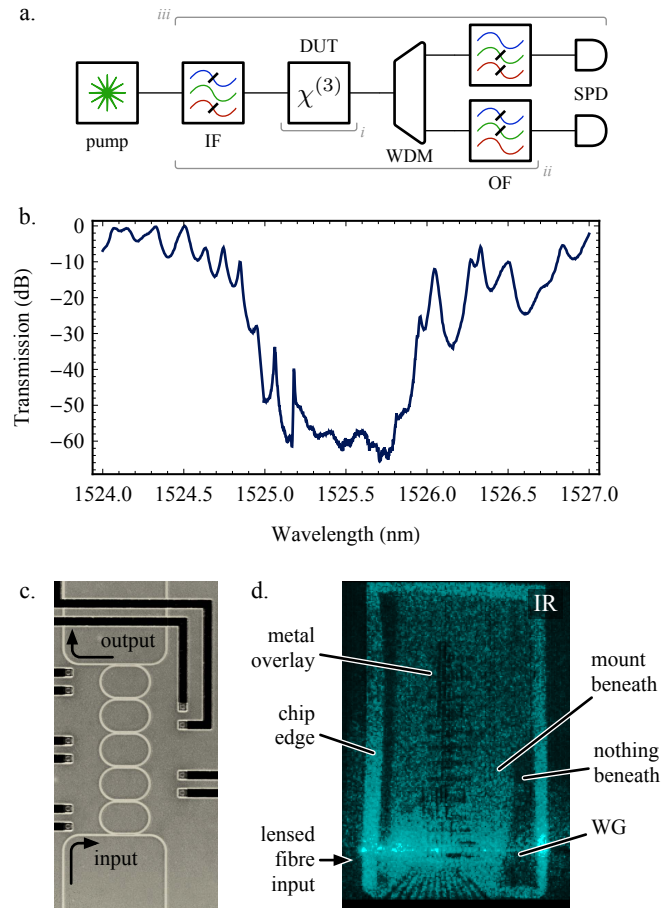 a.
iii
DUT
χ(3)
SPD
pump
IF
i
WDM
OF
ii
b.
Transmission (dB)
0
−10
−20
−30
−40
−50
−60
1524.0
1524.5
1525.0
1525.5
1526.0
1526.5
1527.0
Wavelength (nm)
c.
output
input
d.
IR
metal
overlay
chip
edge
lensed
fibre
input
mount
beneath
nothing
beneath
WG